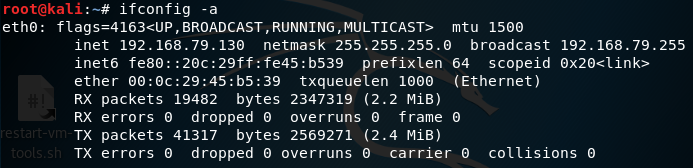 root@kali:~# ifconfig -a
eth0: flags=4163<UP,BROADCAST,RUNNING,MULTICAST>  mtu 1500
        inet 192.168.79.130  netmask 255.255.255.0  broadcast 192.168.79.255
        inet6 fe80::20c:29ff:fe45:b539  prefixlen 64  scopeid 0x20<link>
        ether 00:0c:29:45:b5:39  txqueuelen 1000  (Ethernet)
        RX packets 19482  bytes 2347319 (2.2 MiB)
        RX errors 0  dropped 0  overruns 0  frame 0
        TX packets 41317  bytes 2569271 (2.4 MiB)
        TX errors 0  dropped 0 overruns 0  carrier 0  collisions 0
restart-vm-
tools.sh